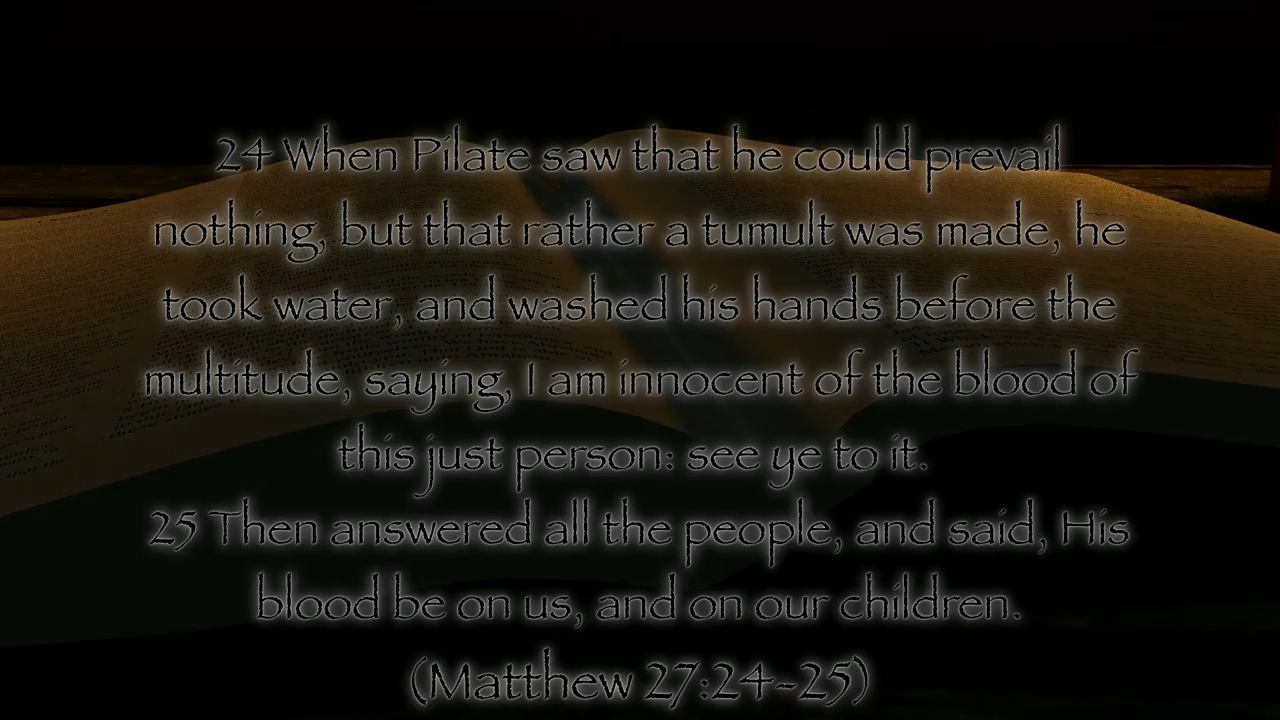 24 When Pilate saw that he could prevail
nothing, but that rather a tumult was made, he
took water, and washed his hands before the
multitude, saying, I am innocent of the blood of
this just person: see ye to it.
25 Then answered all the people, and said, His
blood be on us, and on our children.
(Matthew 27:24-25)